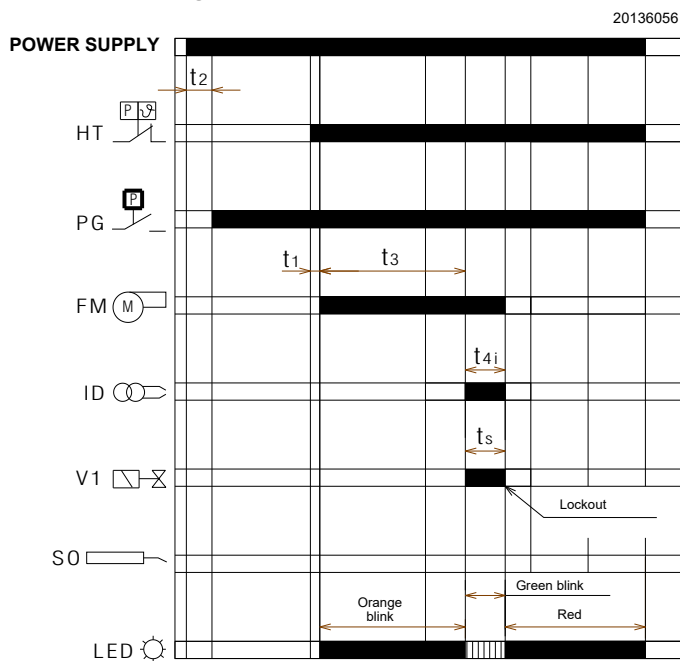 20136056
POWER SUPPLY
t2
P ϑ
HT
P
PG
t1 t3
FM M
t4i
ID
ts
V1
Lockout
SO
Green blink
Orange
blink
Red
LED